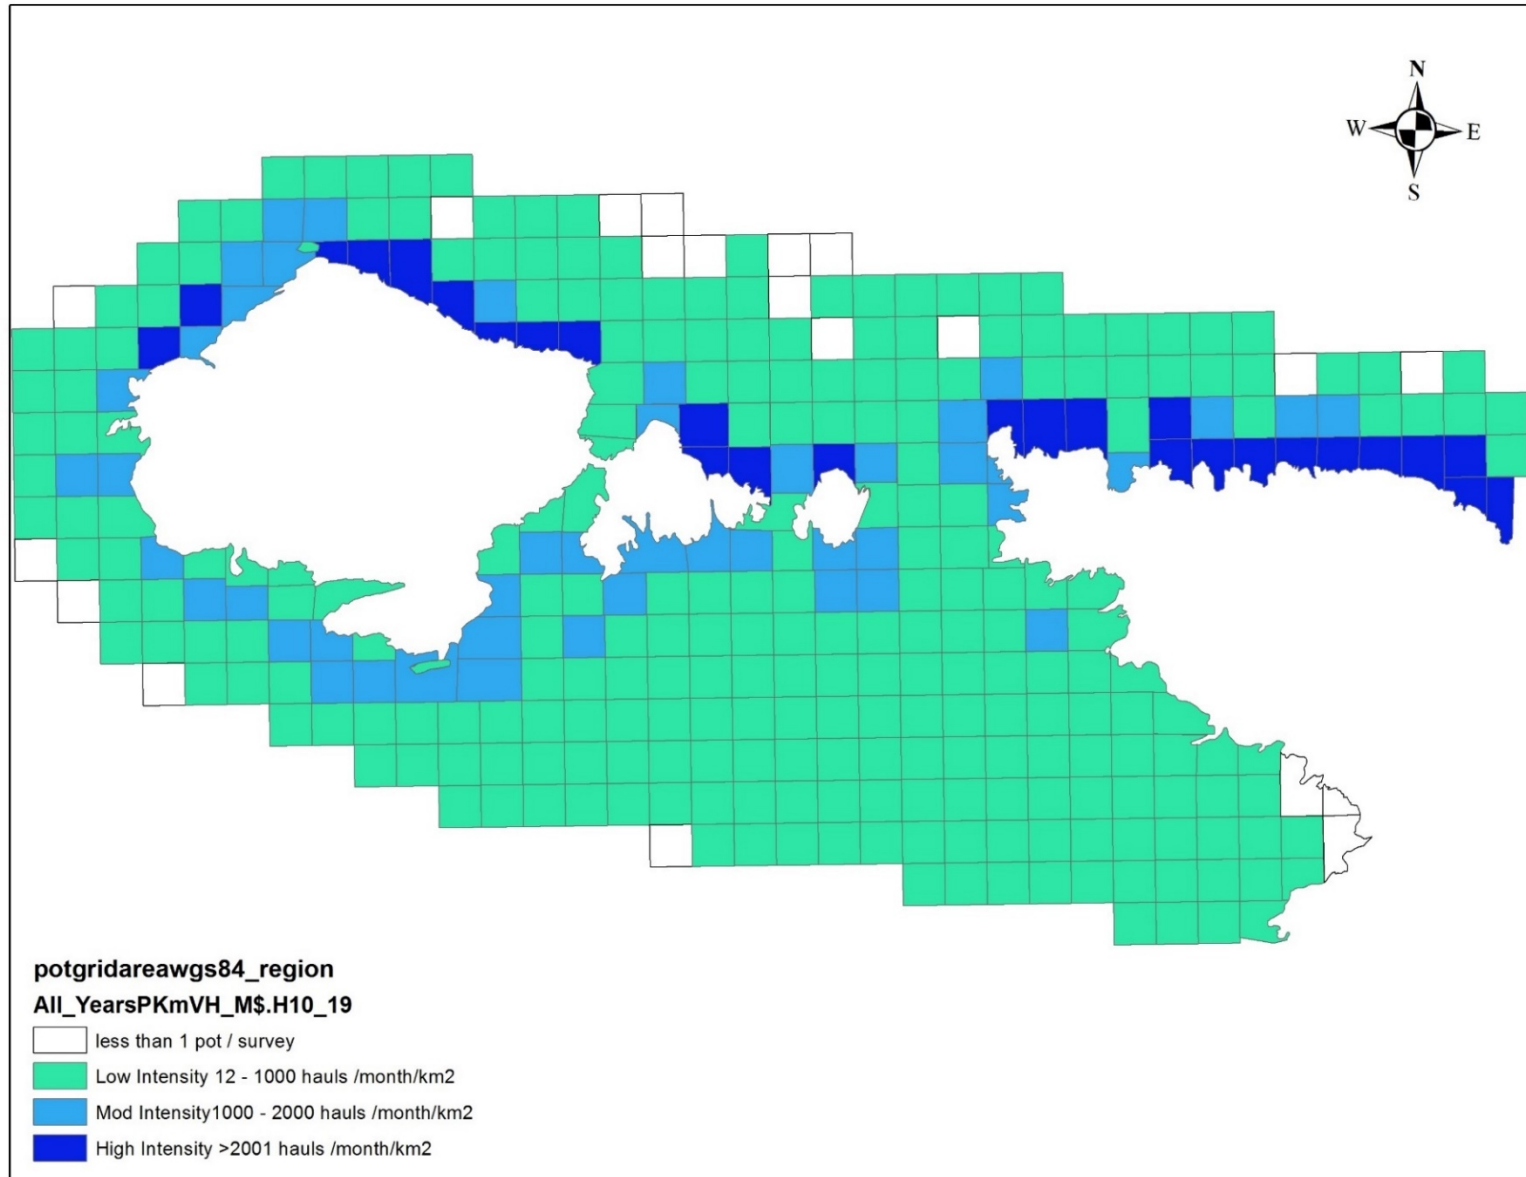 N
W E
S
potgridareawgs84_region
All_YearsPKmVH_M$.H10_19
less than 1 pot / survey
Low Intensity 12 - 1000 hauls /month/km2
Mod Intensity1000 - 2000 hauls /month/km2
High Intensity >2001 hauls /month/km2